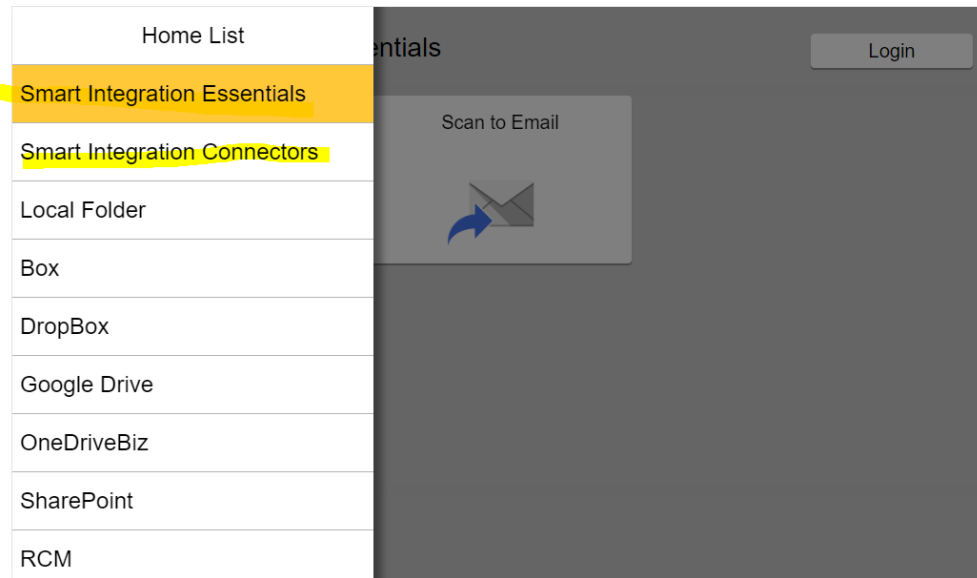 Home List
entials
Login
Smart Integration Essentials
Scan to Email
Smart Integration Connectors
Local Folder
Box
DropBox
Google Drive
OneDriveBiz
SharePoint
RCM